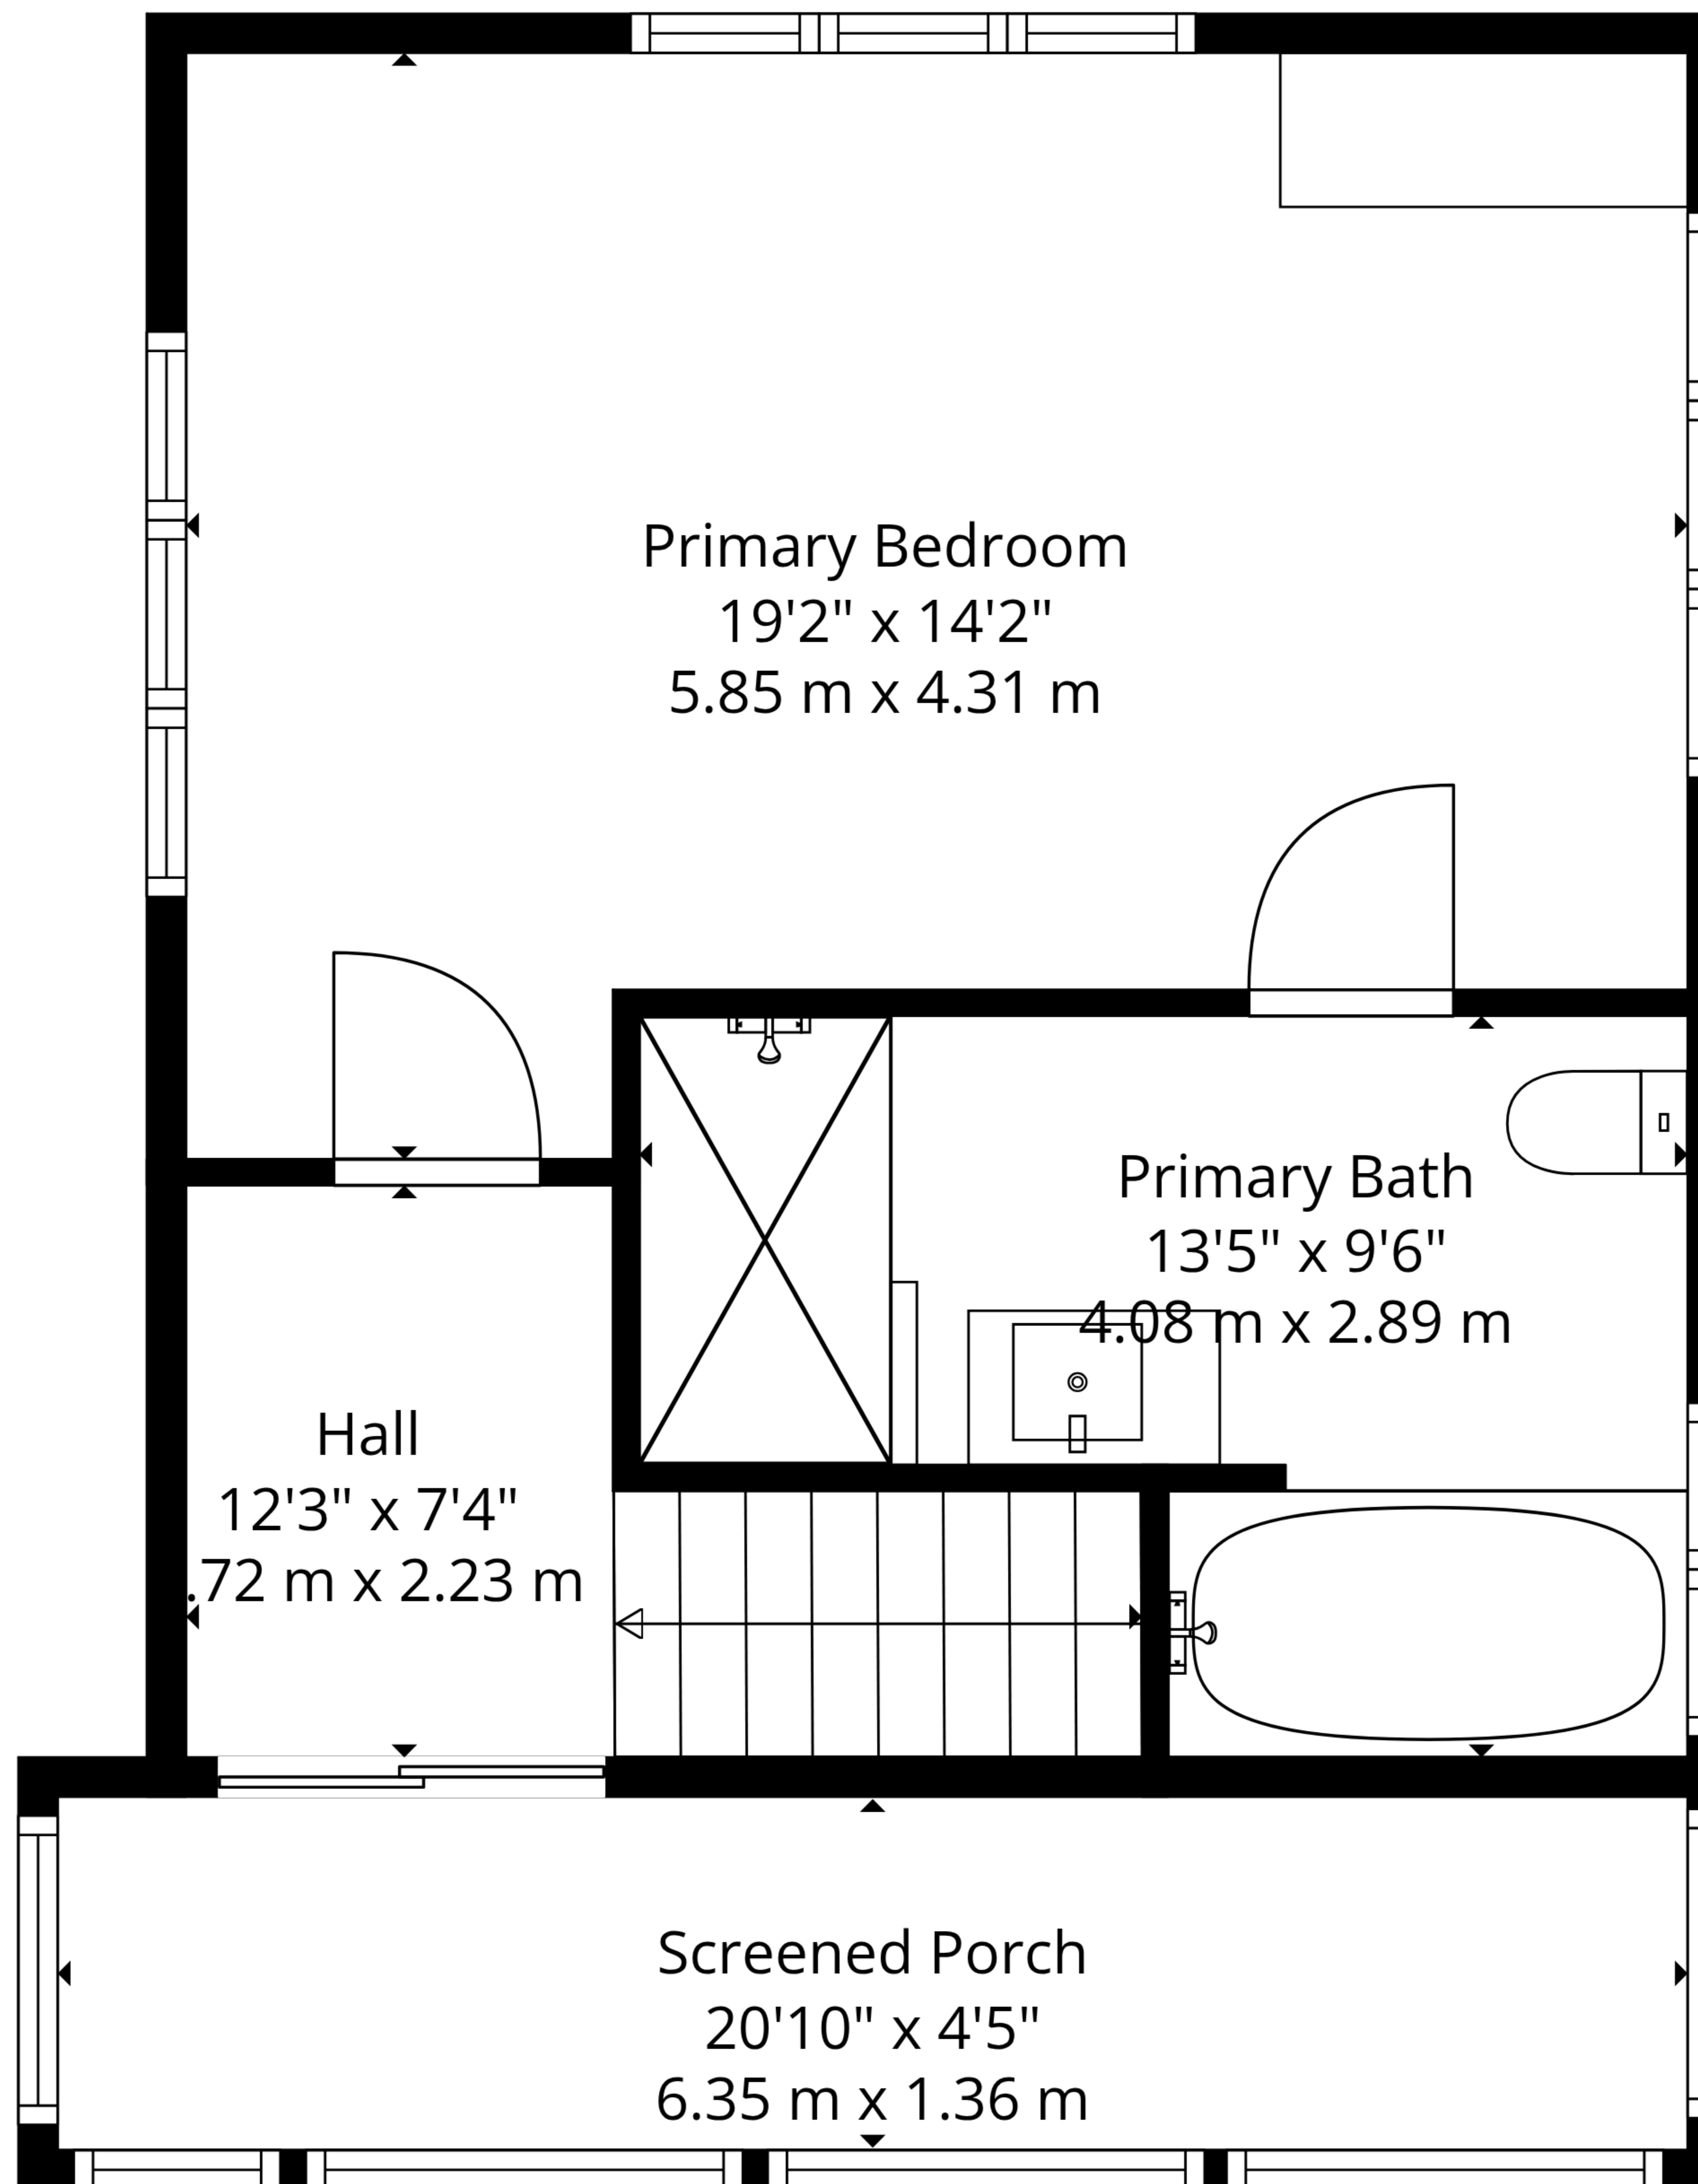 Primary Bedroom
19'2" x 14'2"
5.85 m x 4.31 m
Primary Bath
13'5" x 9'6"
4.08 m x 2.89 m
Hall
12'3" x 7'4"
.72 m x 2.23 m
Screened Porch
20'10" x 4'5"
6.35 m x 1.36 m